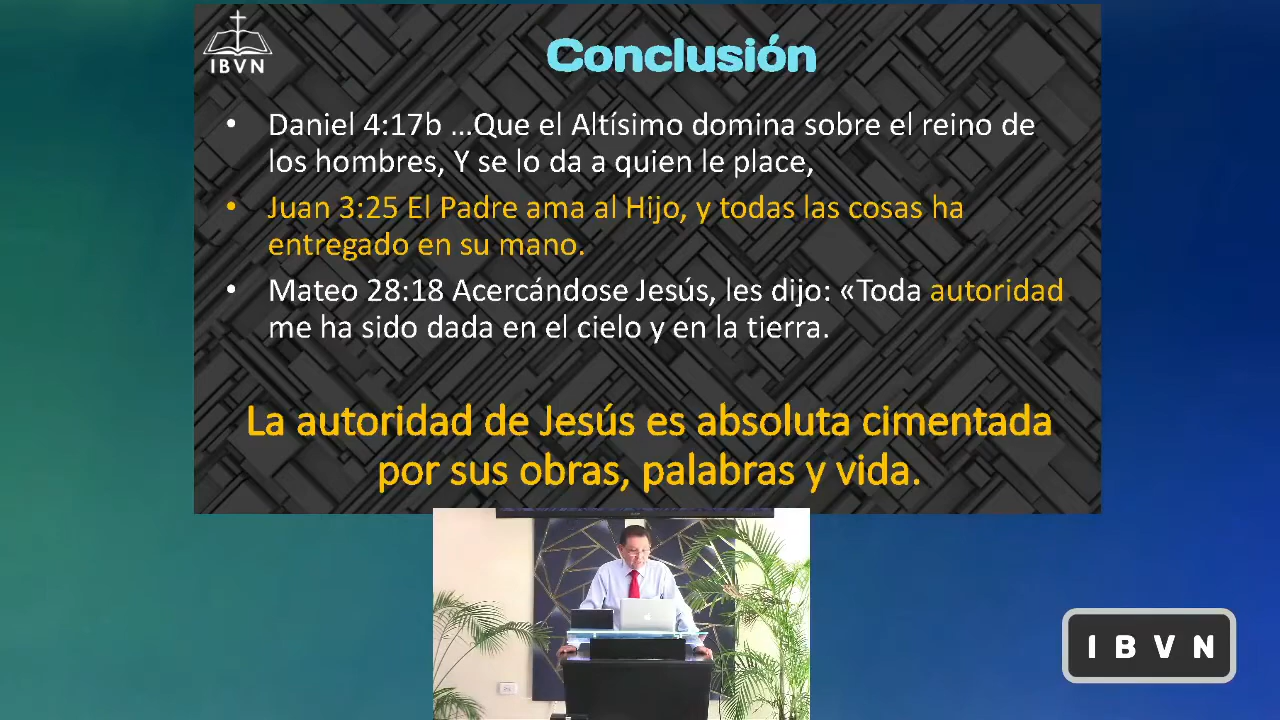 IBVN
Conclusión
• Daniel 4:17b ...Que el Altísimo domina sobre el reino de
los hombres, Y se lo da a quien le place,
• Juan 3:25 El Padre ama al Hijo, y todas las cosas ha
entregado en su mano.
• Mateo 28:18 Acercándose Jesús, les dijo: «Toda autoridad
me ha sido dada en el cielo y en la tierra.
La autoridad de Jesús es absoluta cimentada
por sus obras, palabras y vida.
I B V N